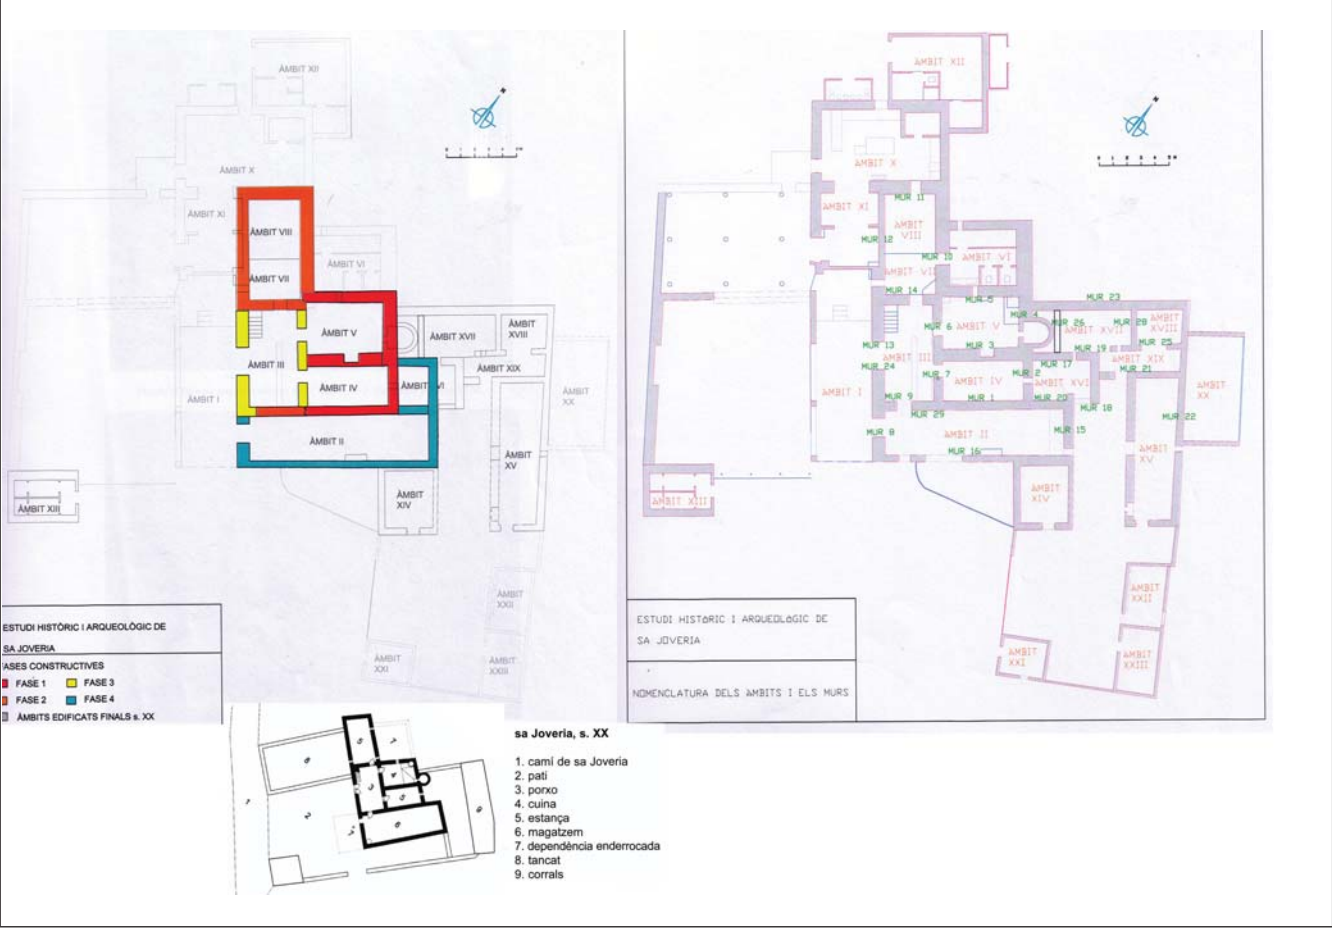 ÀMBIT XII
ÀMBIT X
ÀMBIT XI
ÀMBIT VIII
ÀMBIT VI
ÀMBIT VII
ÀMBIT V
ÀMBIT XVII
ÀMBIT
XVIII
ÀMBIT III
ÀMBIT XIX
ÀMBIT IV
ÀMBIT I
ÀMBIT
XX
ÀMBIT II
ÀMBIT
XV
ÀMBIT
XIV
ÀMBIT XIII
ÀMBIT
XXII
ÀMBIT
XXI
ÀMBIT
XXIII
N
ESTUDI HISTÒRIC I ARQUEOLÒGIC DE
SA JOVERIA
ASES CONSTRUCTIVES
FASE 1
FASE 3
FASE 2
FASE 4
ÀMBITS EDIFICATS FINALS s. XX
ÀMBIT XII
ÀMBIT X
MUR 11
ÀMBIT XI
ÀMBIT
VIII
MUR 12
MUR 10
ÀMBIT VI
ÀMBIT VII
MUR 14
MUR 5
MUR 23
MUR 4
MUR 26
MUR 28
ÀMBIT
XVIII
MUR 6
ÀMBIT V
ÀMBIT XVII
MUR 13
MUR 3
MUR 19
MUR 25
ÀMBIT III
MUR 24
MUR 17
ÀMBIT XIX
MUR 7
ÀMBIT IV
MUR 2
MUR 21
ÀMBIT XVI
ÀMBIT I
MUR 9
MUR 1
MUR 20
MUR 18
ÀMBIT
XX
MUR 29
MUR 22
MUR 8
ÀMBIT II
MUR 15
MUR 16
ÀMBIT
XV
ÀMBIT
XIV
ÀMBIT XIII
ÀMBIT
XXII
ÀMBIT
XXI
ÀMBIT
XXIII
N
ESTUDI HISTÒRIC I ARQUEOLÒGIC DE
SA JOVERIA
NOMENCLATURA DELS ÀMBITS I ELS MURS
sa Joveria, s. XX
1. camí de sa Joveria
2. pati
3. porxo
4. cuina
5. estança
6. magatzem
7. dependència enderrocada
8. tancat
9. corrals